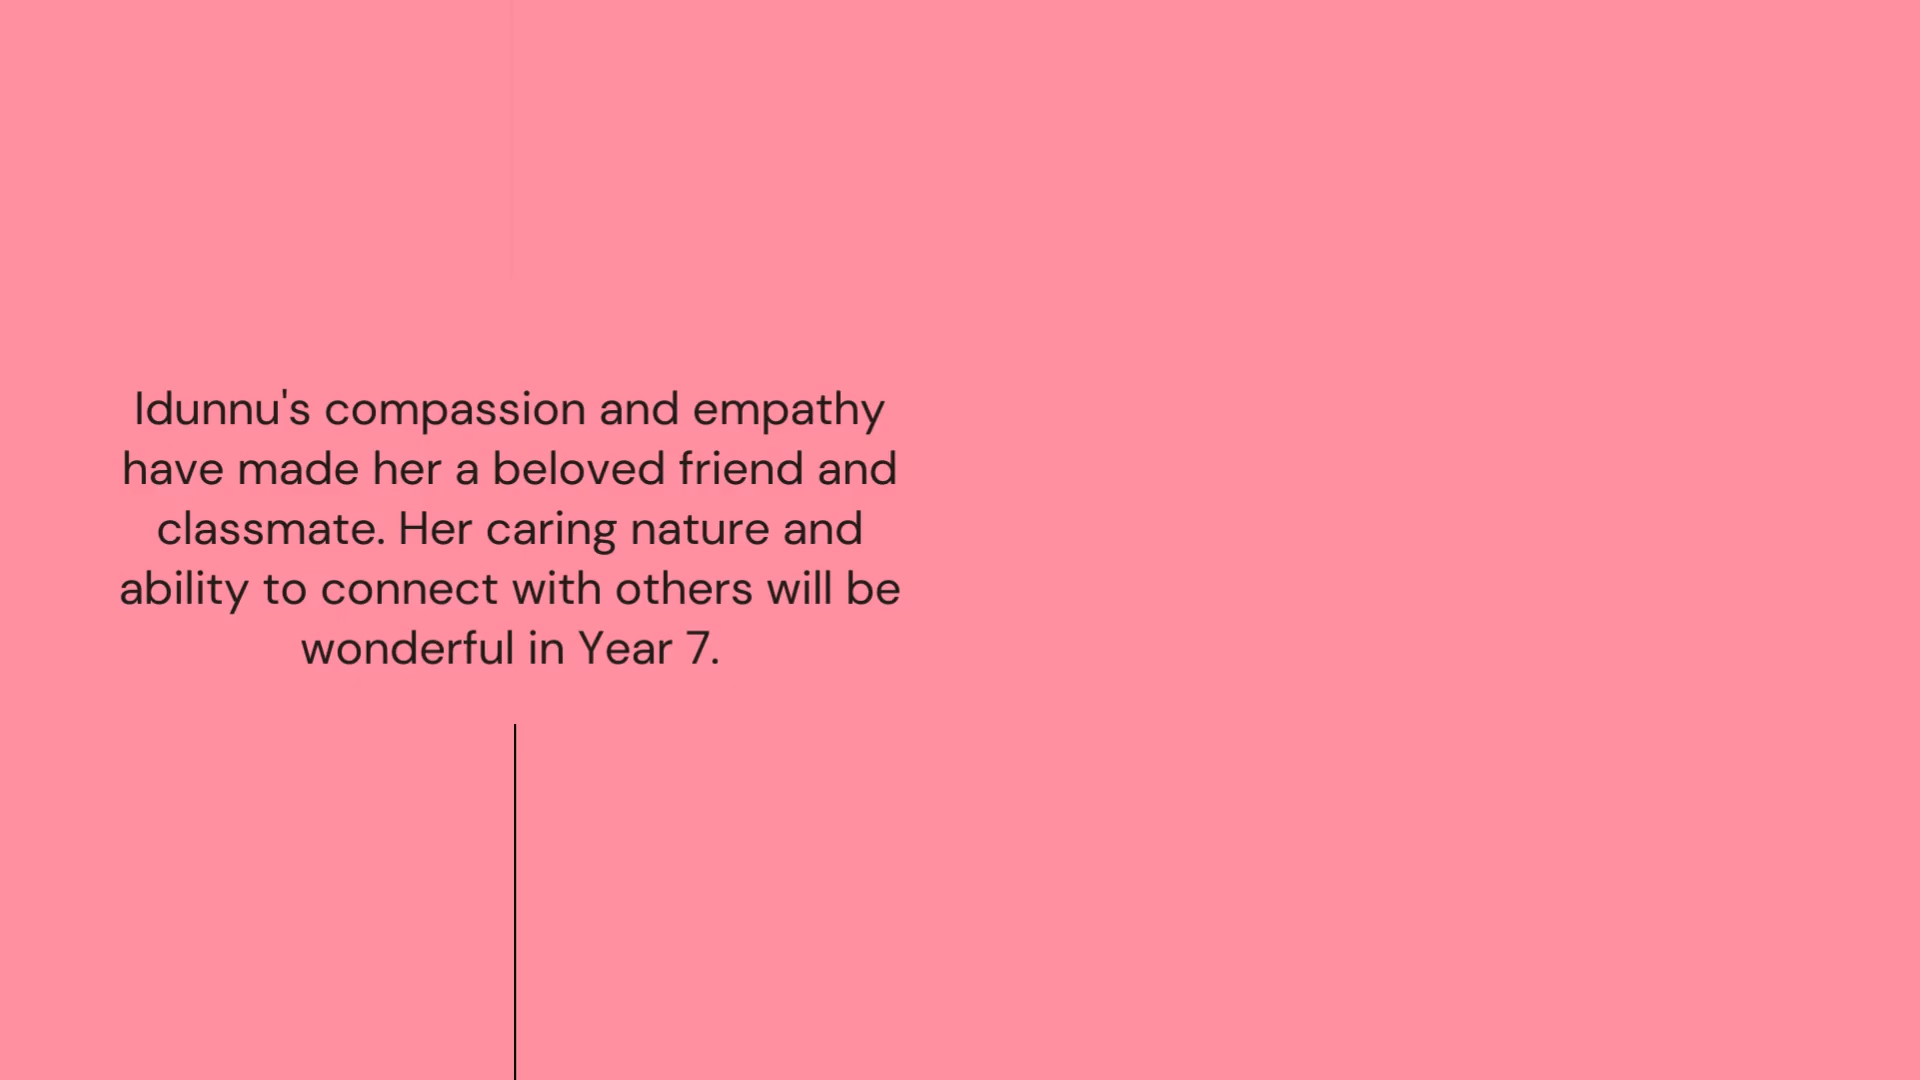 Idunnu's compassion and empathy
have made her a beloved friend and
classmate. Her caring nature and
ability to connect with others will be
wonderful in Year 7.